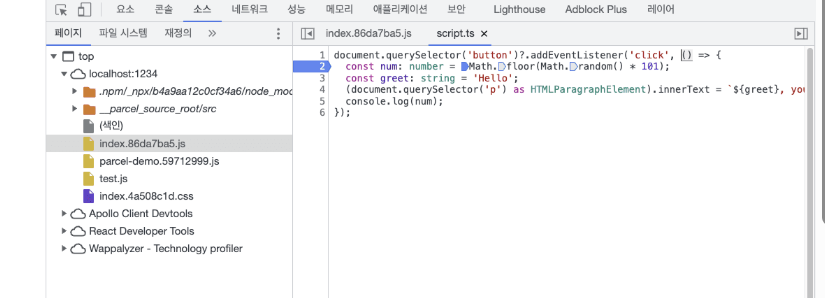 요소 콘솔 소스 네트워크 성능 메모리 애플리케이션 보안 Lighthouse Adblock Plus 레이어
페이지 파일 시스템 재정의 »
index.86da7ba5.js script.ts ×
top
localhost:1234
.npm/_npx/b4a9aa12c0cf34a6/node_moc
__parcel_source_root/src
(색인)
index.86da7ba5.js
parcel-demo.59712999.js
test.js
index.4a508c1d.css
Apollo Client Devtools
React Developer Tools
Wappalyzer - Technology profiler
1 document.querySelector('button')?.addEventListener('click', () => {
2 const num: number = Math.floor(Math.random() * 101);
3 const greet: string = 'Hello';
4 (document.querySelector('p') as HTMLParagraphElement).innerText = `${greet}, you
5 console.log(num);
6 });